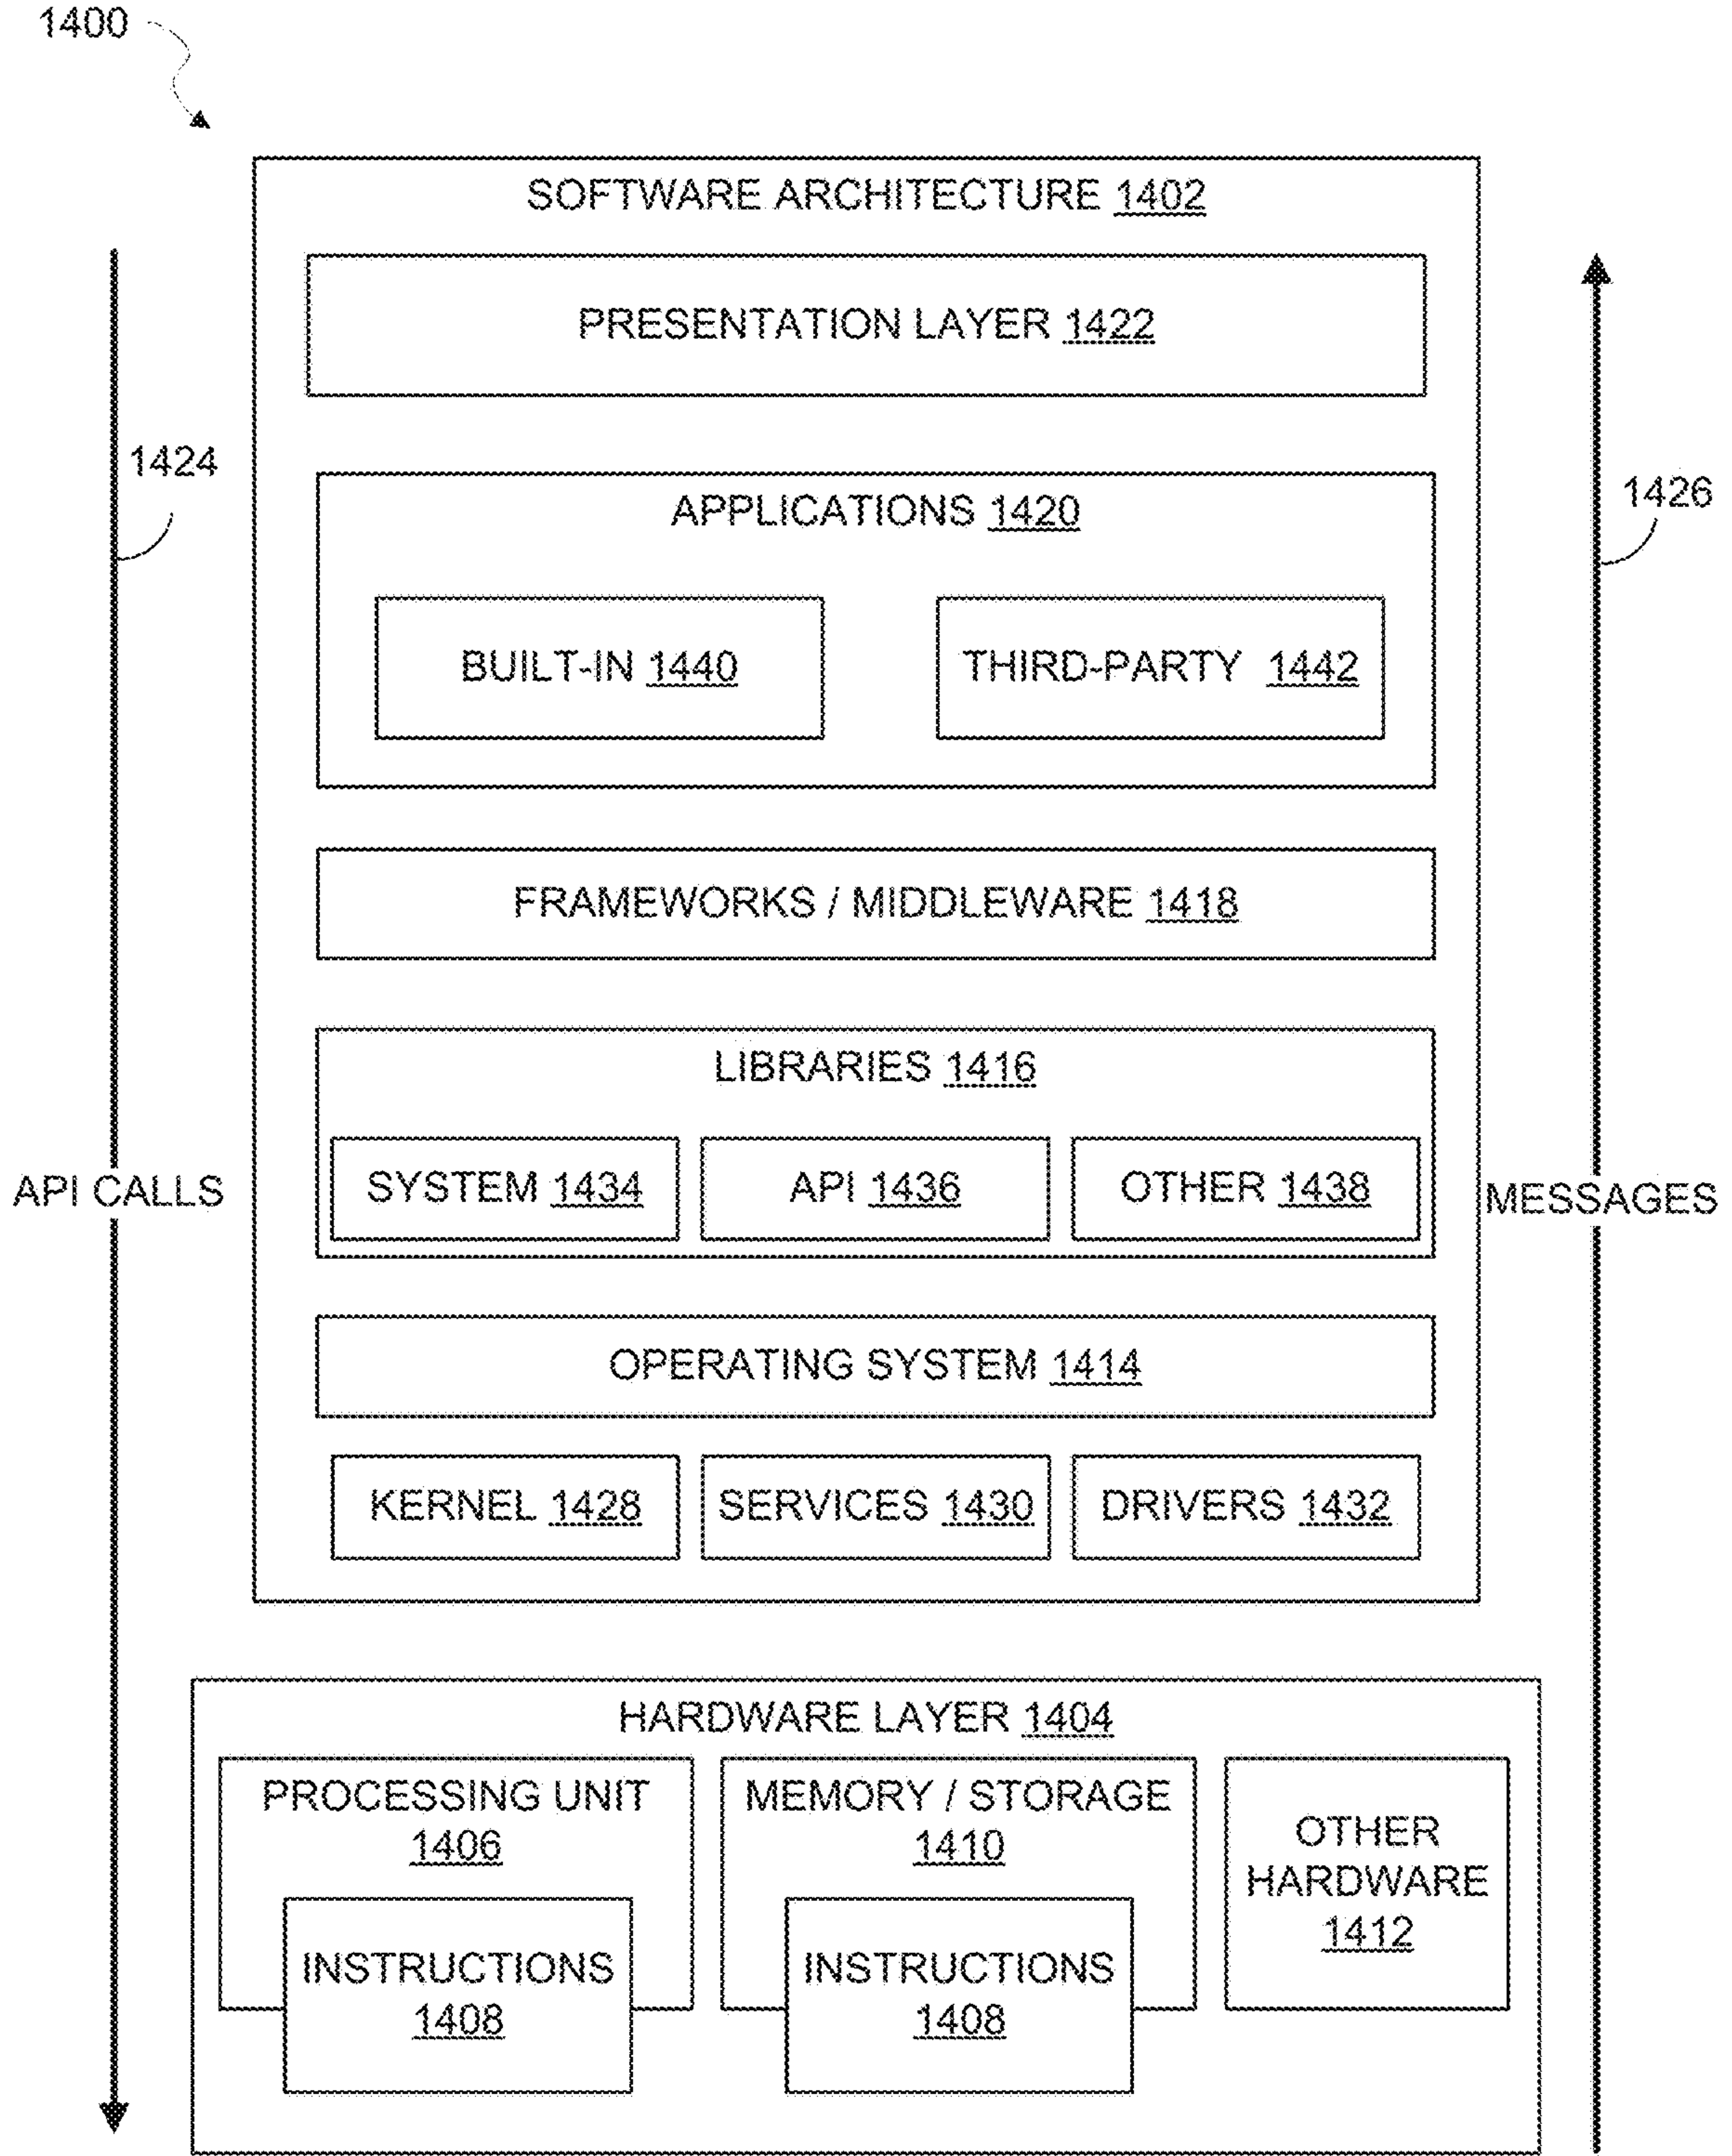 1400
SOFTWARE ARCHITECTURE 1402
PRESENTATION LAYER 1422
1424
1426
APPLICATIONS 1420
BUILT-IN 1440
THIRD-PARTY 1442
FRAMEWORKS / MIDDLEWARE 1418
LIBRARIES 1416
SYSTEM 1434
API 1436
OTHER 1438
API CALLS
MESSAGES
OPERATING SYSTEM 1414
KERNEL 1428
SERVICES 1430
DRIVERS 1432
HARDWARE LAYER 1404
PROCESSING UNIT
1406
INSTRUCTIONS
1408
MEMORY / STORAGE
1410
INSTRUCTIONS
1408
OTHER
HARDWARE
1412